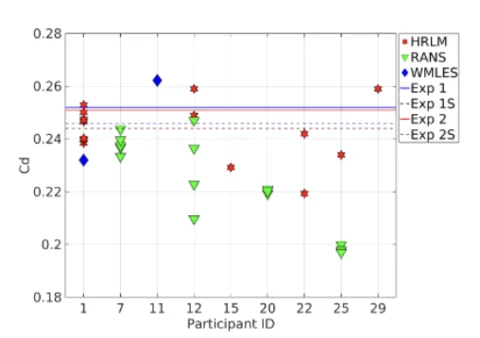 0.28
0.26
0.24
0.22
0.2
0.18
Cd
1 7 11 12 15 20 22 25 29
Participant ID
HRLM
RANS
WMLES
Exp 1
Exp 1S
Exp 2
Exp 2S